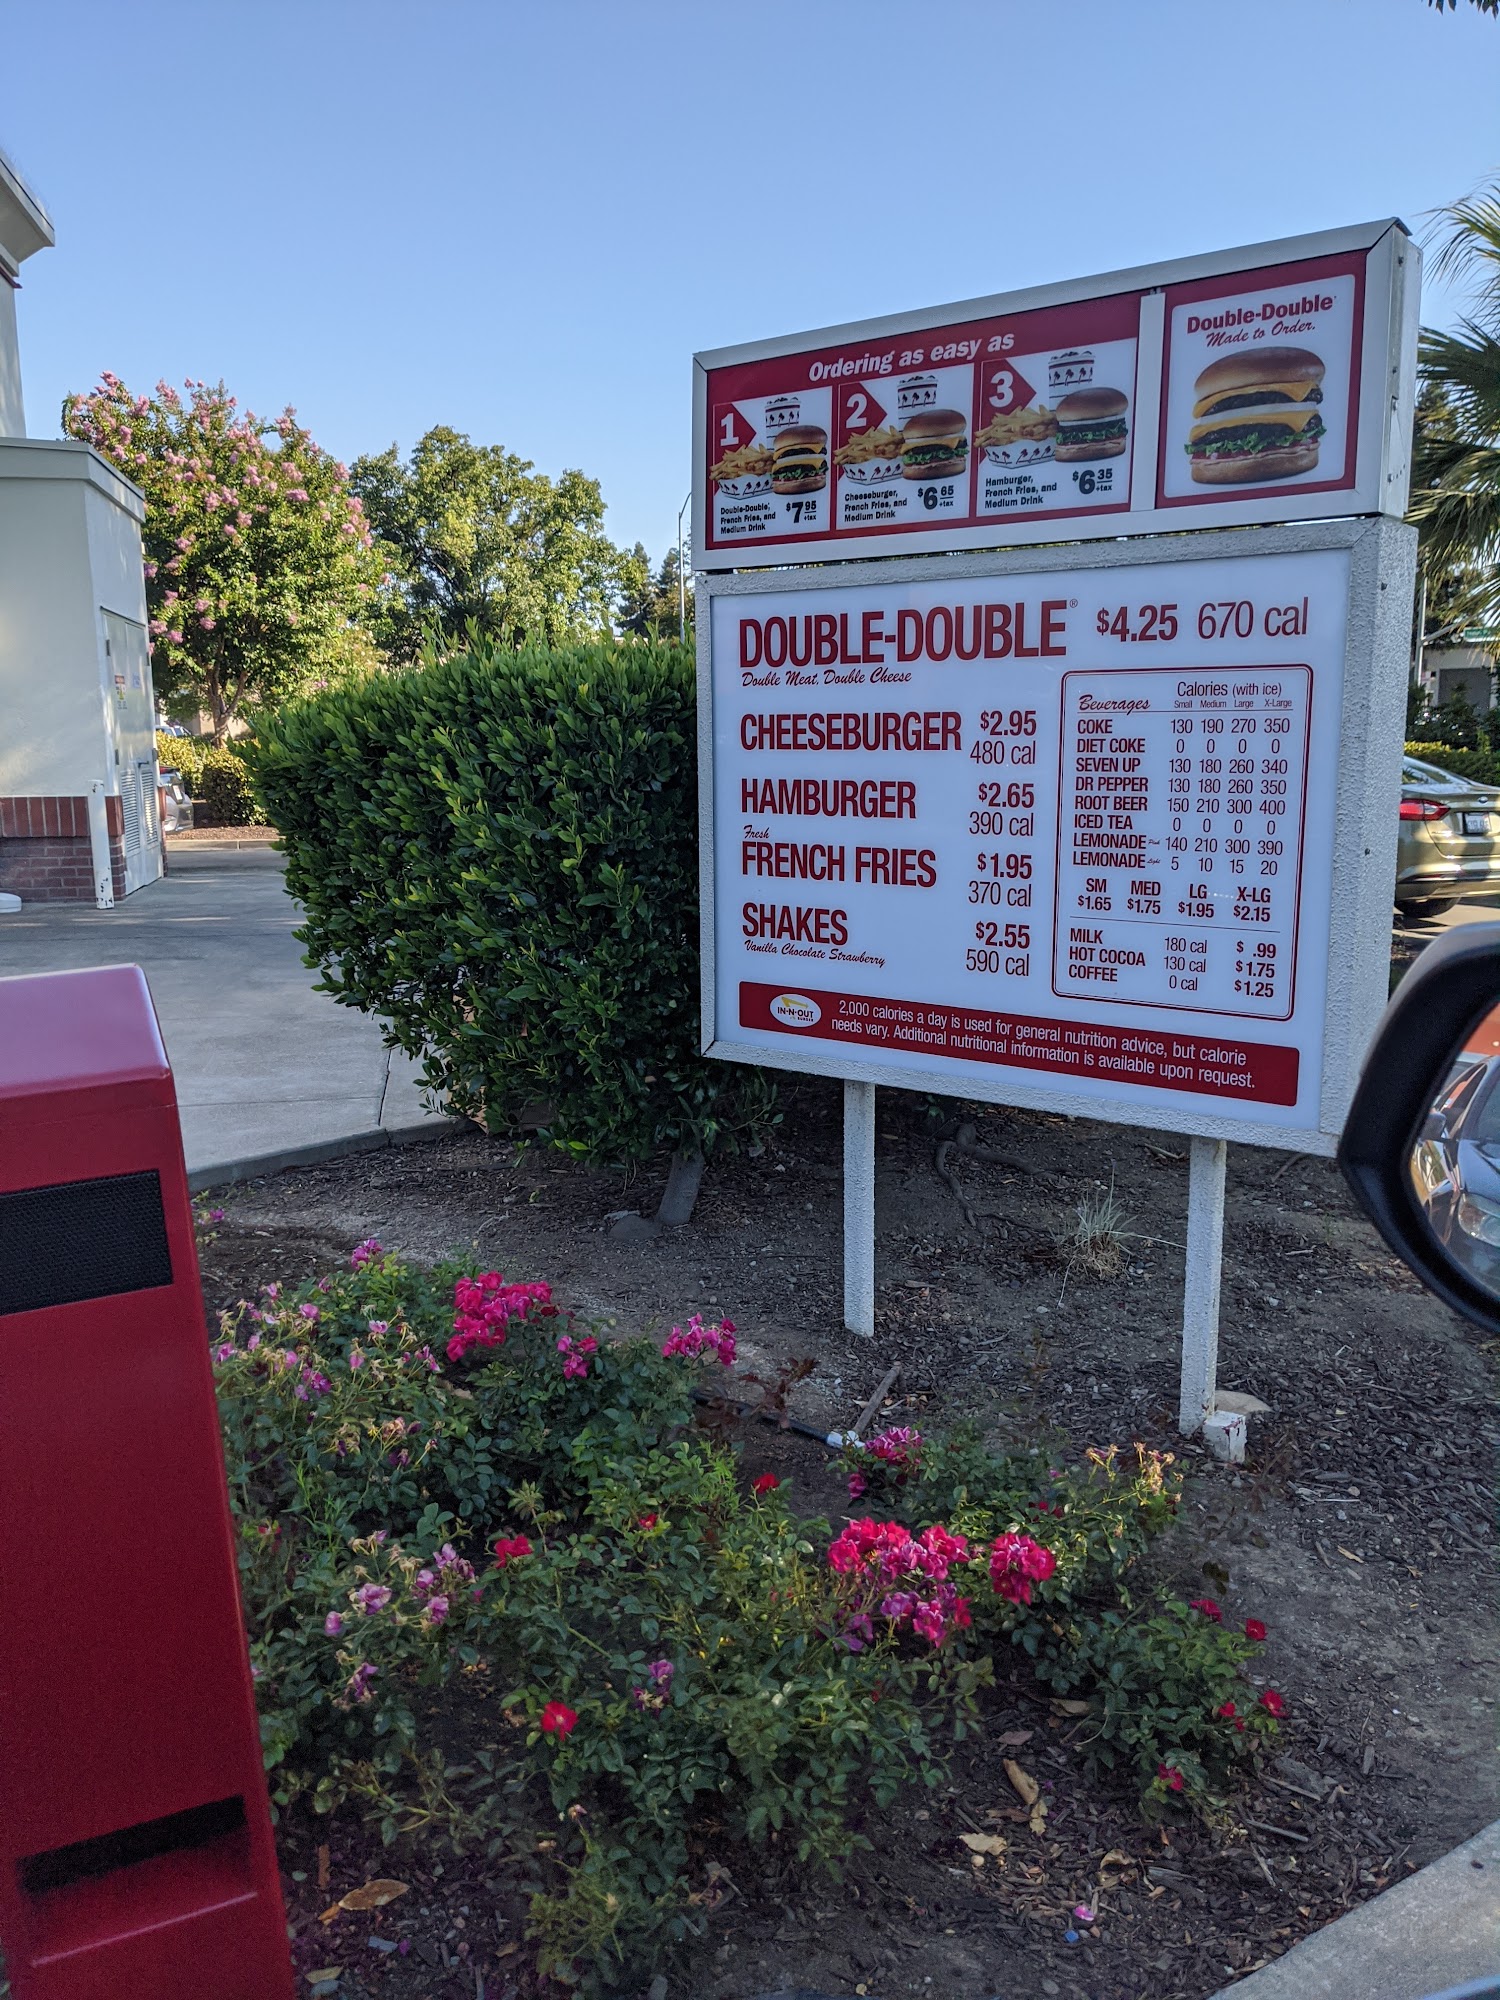 Ordering as easy as
1
Double-Double,
French Fries, and
Medium Drink
$7 95 +tax
2
Cheeseburger,
French Fries, and
Medium Drink
$6 65 +tax
3
Hamburger,
French Fries, and
Medium Drink
$6 35 +tax
Double-Double
Made to Order.
DOUBLE-DOUBLE® $4.25 670 cal
Double Meat, Double Cheese
CHEESEBURGER $2.95
480 cal
HAMBURGER $2.65
390 cal
Fresh
FRENCH FRIES $1.95
370 cal
SHAKES $2.55
Vanilla Chocolate Strawberry 590 cal
Beverages Calories (with ice)
Small Medium Large X-Large
COKE 130 190 270 350
DIET COKE 0 0 0 0
SEVEN UP 130 180 260 340
DR PEPPER 130 180 260 350
ROOT BEER 150 210 300 400
ICED TEA 0 0 0 0
LEMONADE Pink 140 210 300 390
LEMONADE Light 5 10 15 20
SM MED LG X-LG
$1.65 $1.75 $1.95 $2.15
MILK 180 cal $ .99
HOT COCOA 130 cal $1.75
COFFEE 0 cal $1.25
IN-N-OUT
BURGER
2,000 calories a day is used for general nutrition advice, but calorie
needs vary. Additional nutritional information is available upon request.